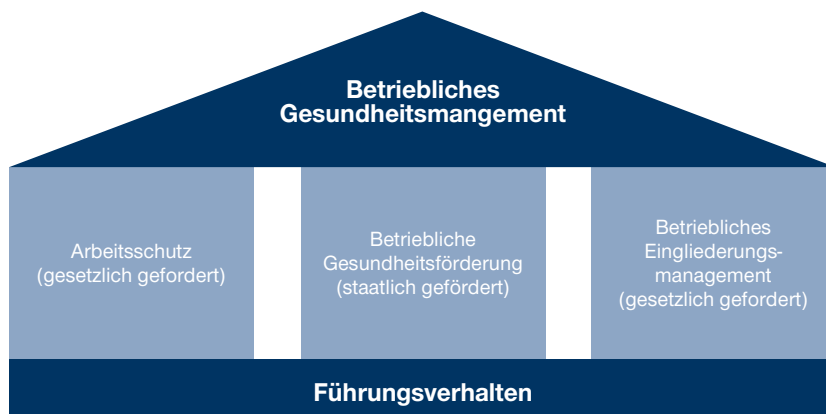 Betriebliches
Gesundheitsmangement
Arbeitsschutz
(gesetzlich gefordert)
Betriebliche
Gesundheitsförderung
(staatlich gefördert)
Betriebliches
Eingliederungs-
management
(gesetzlich gefordert)
Führungsverhalten